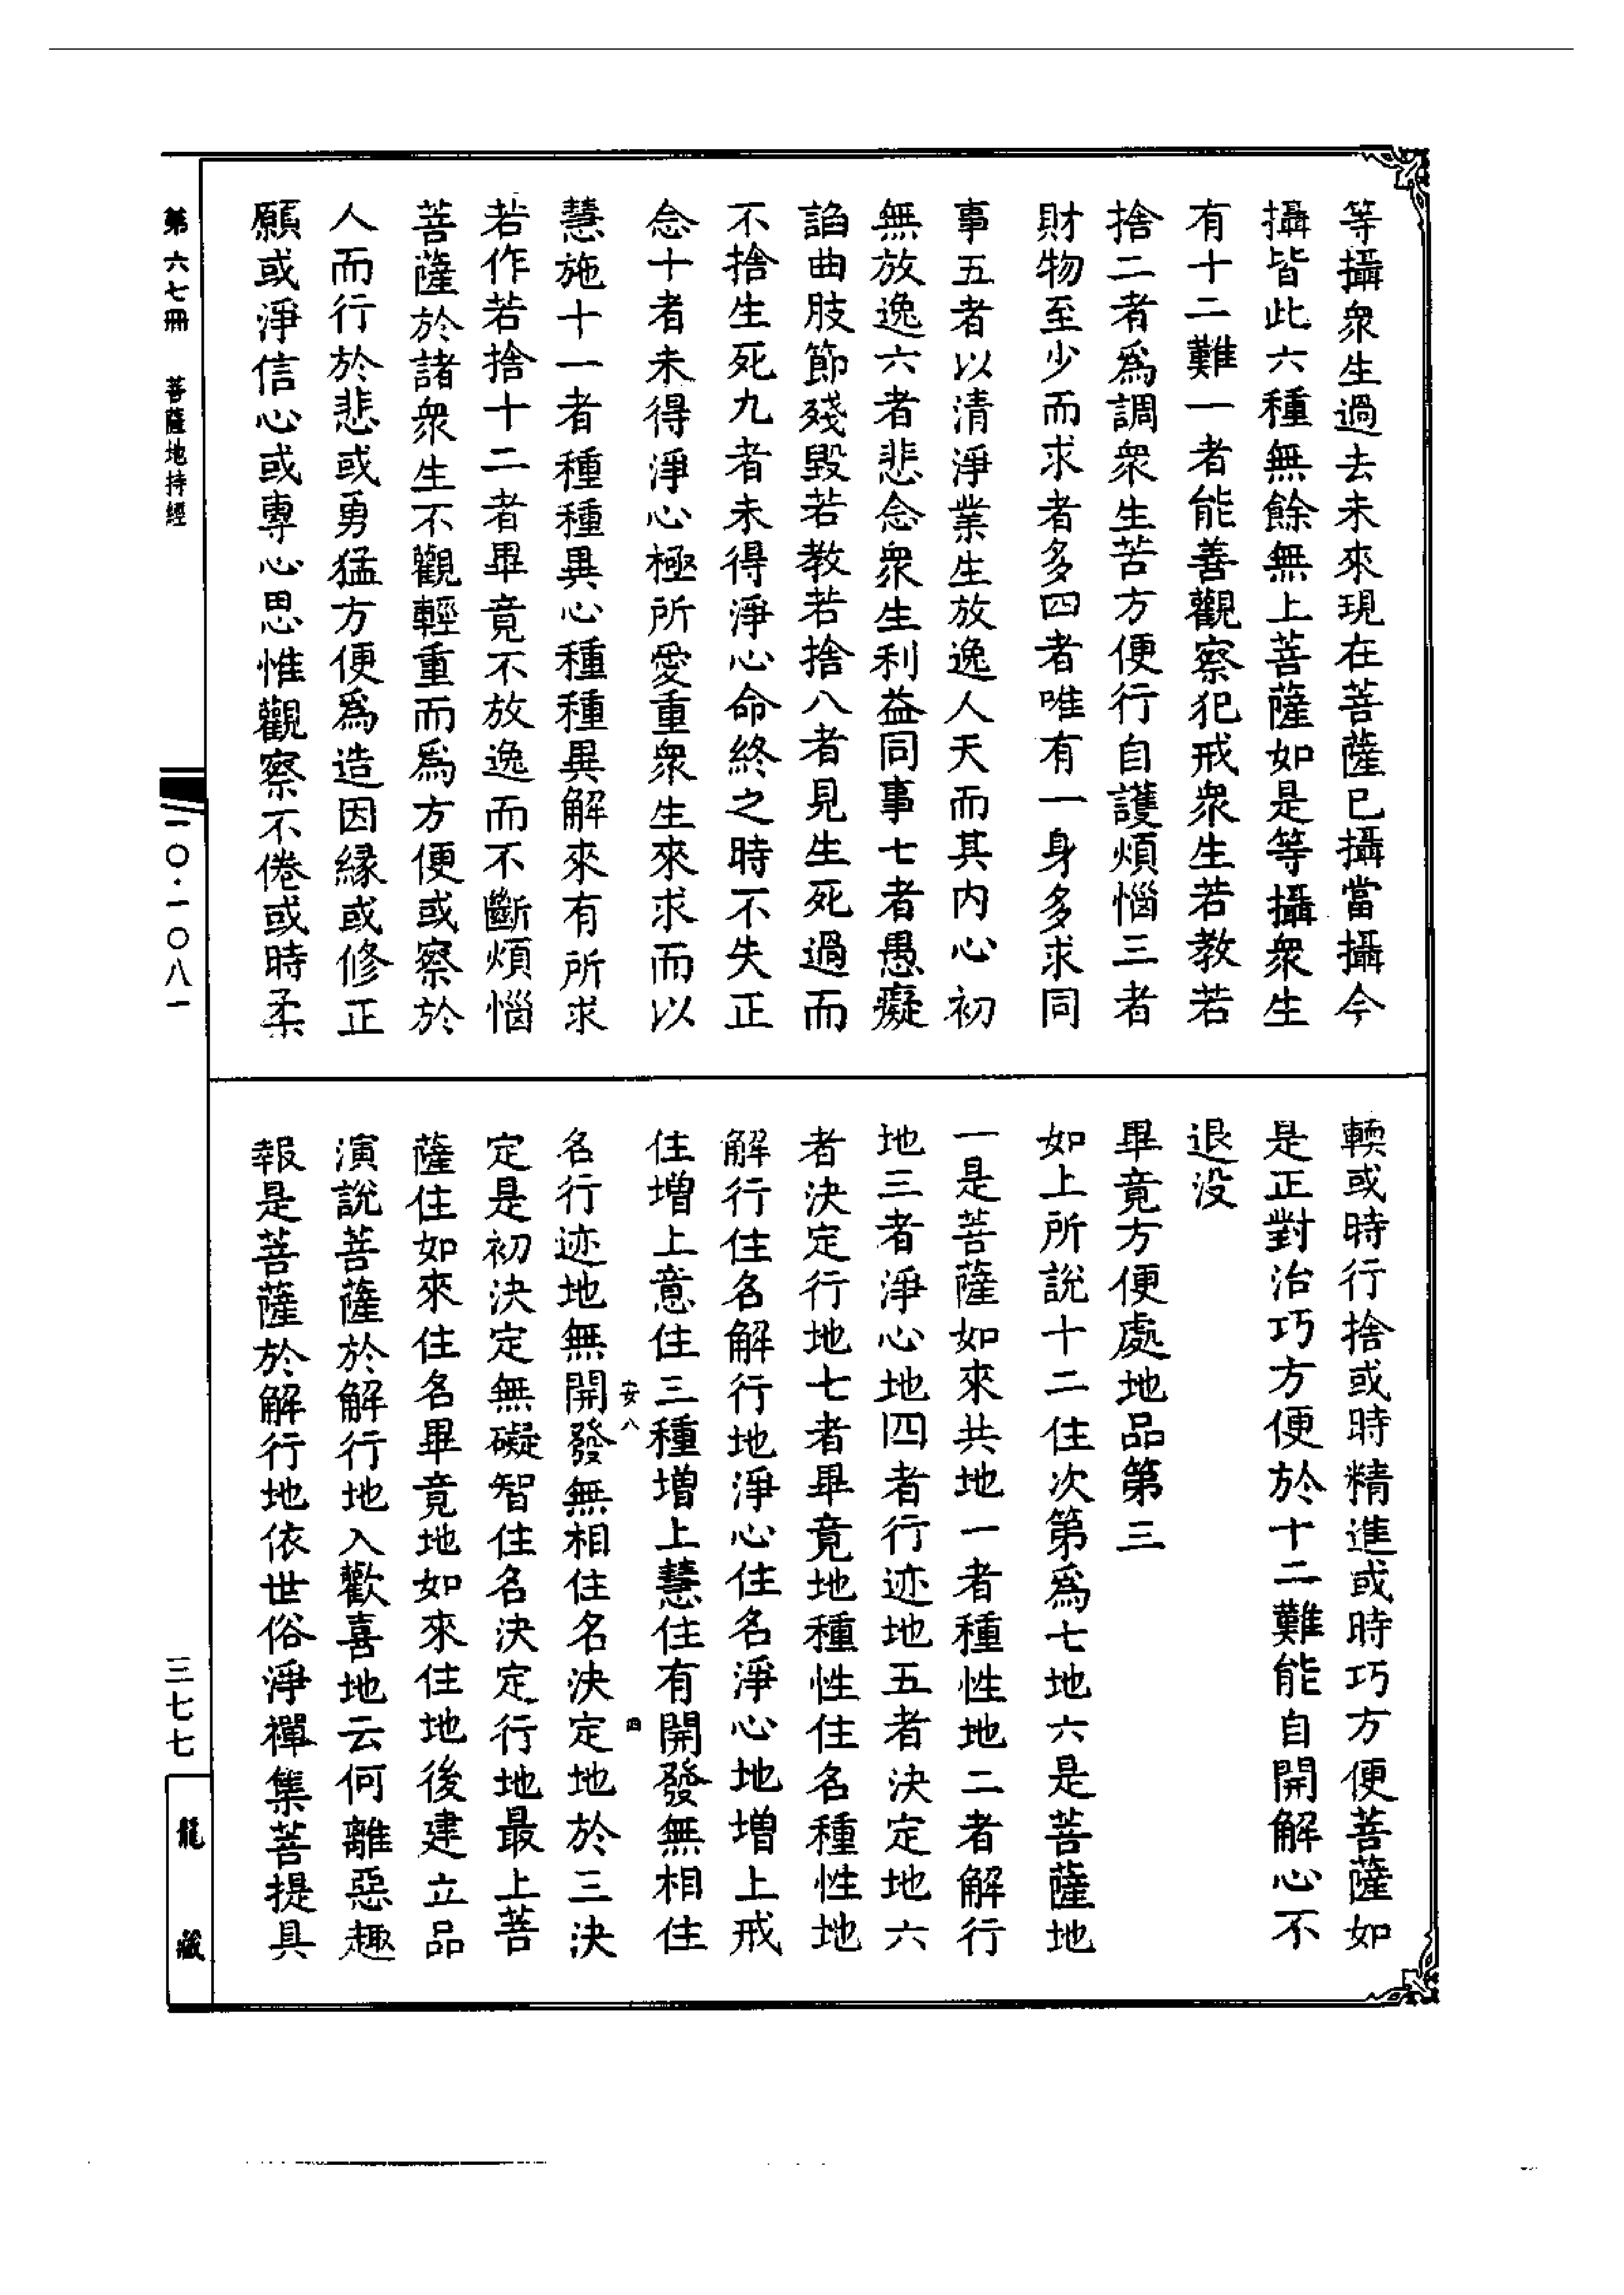 等攝衆生過去未來現在菩薩已攝當攝今
攝皆此六種無餘無上菩薩如是等攝衆生
有十二難一者能善觀察犯戒衆生若教若
捨二者爲調衆生苦方便行自護煩惱三者
財物至少而求者多四者唯有一身多求同
事五者以清淨業生放逸人天而其内心初
無放逸六者悲念衆生利益同事七者愚癡
諂曲肢節殘毀若教若捨八者見生死過而
不捨生死九者未得淨心命終之時不失正
念十者未得淨心極所愛重衆生來求而以
慧施十一者種種異心種種異解來有所求
若作若捨十二者畢竟不放逸而不斷煩惱
菩薩於諸衆生不觀輕重而爲方便或察於
人而行於悲或勇猛方便爲造因緣或修正
願或淨信心或專心思惟觀察不倦或時柔
輭或時行捨或時精進或時巧方便菩薩如
是正對治巧方便於十二難能自開解心不
退没
畢竟方便處地品第三
如上所說十二住次第爲七地六是菩薩地
一是菩薩如來共地一者種性地二者解行
地三者淨心地四者行迹地五者決定地六
者決定行地七者畢竟地種性住名種性地
解行住名解行地淨心住名淨心地增上戒
住增上意住三種增上慧住有開發無相住
安八
四
名行迹地無開發無相住名決定地於三決
定是初決定無礙智住名決定行地最上菩
薩住如來住名畢竟地如來住地後建立品
演說菩薩於解行地入歡喜地云何離惡趣
報是菩薩於解行地依世俗淨禪集菩提具
第六七冊 菩薩地持經
一〇·一〇八一
三七七
龍藏